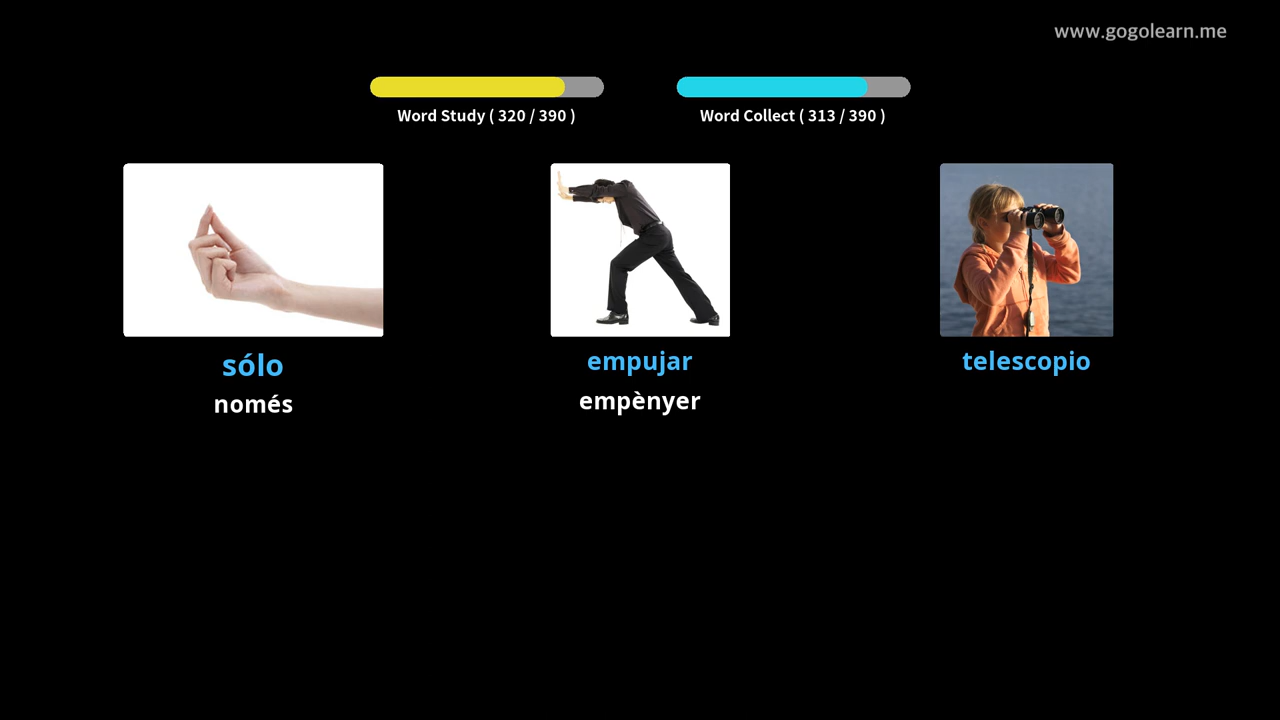 www.gogolearn.me
Word Study ( 320 / 390 )
Word Collect ( 313 / 390 )
sólo
només
empujar
empènyer
telescopio